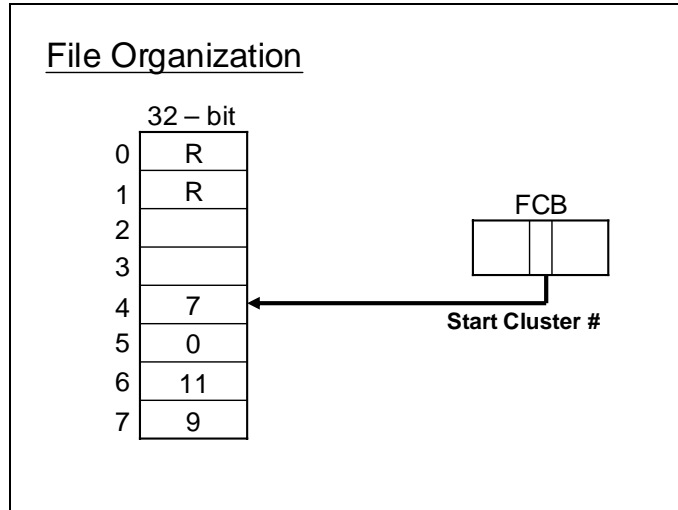 File Organization
32 – bit
0 R
1 R
FCB
2
3
4 7
Start Cluster #
5 0
6 11
7 9